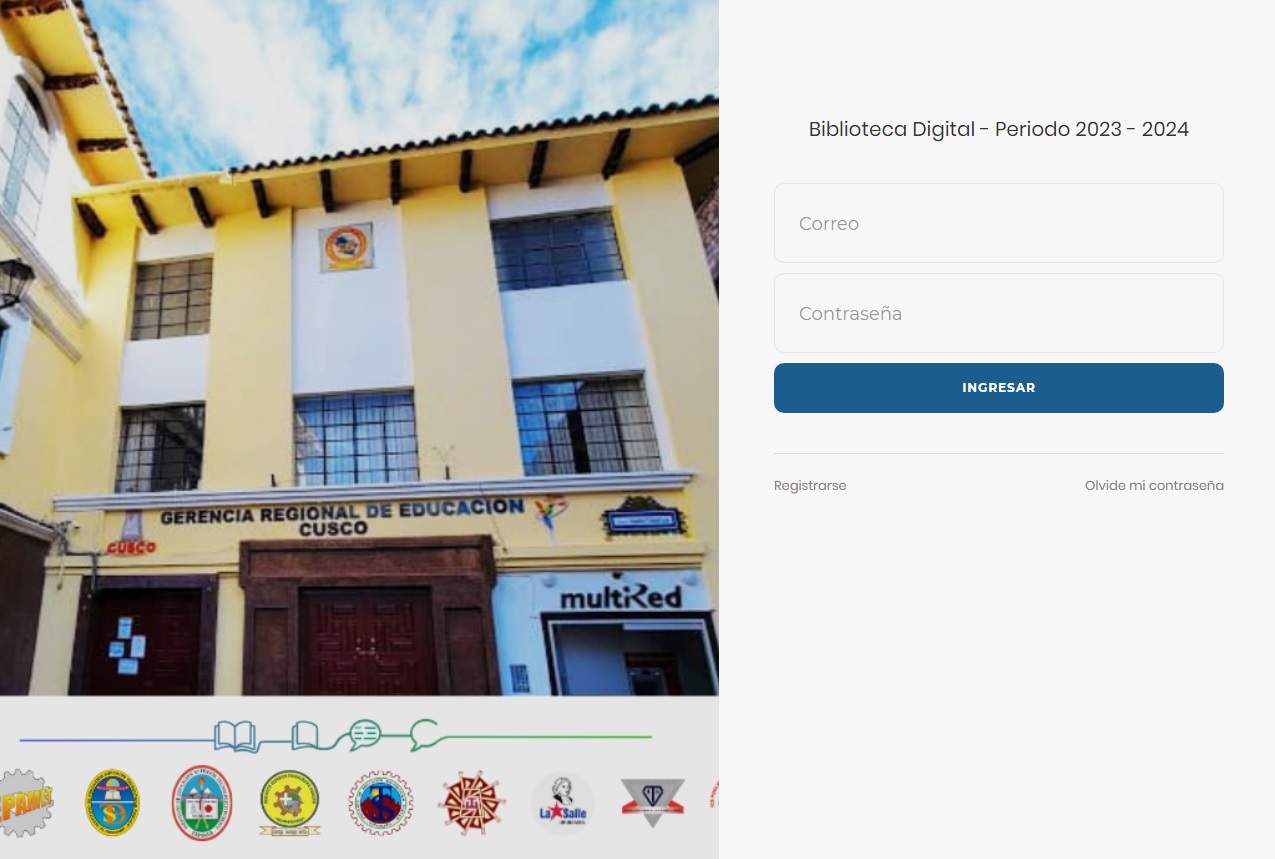 Biblioteca Digital - Periodo 2023 - 2024
Correo
Contraseña
INGRESAR
Registrarse
Olvide mi contraseña
GERENCIA REGIONAL DE EDUCACION
CUSCO
CUSCO
multiRed
La Salle